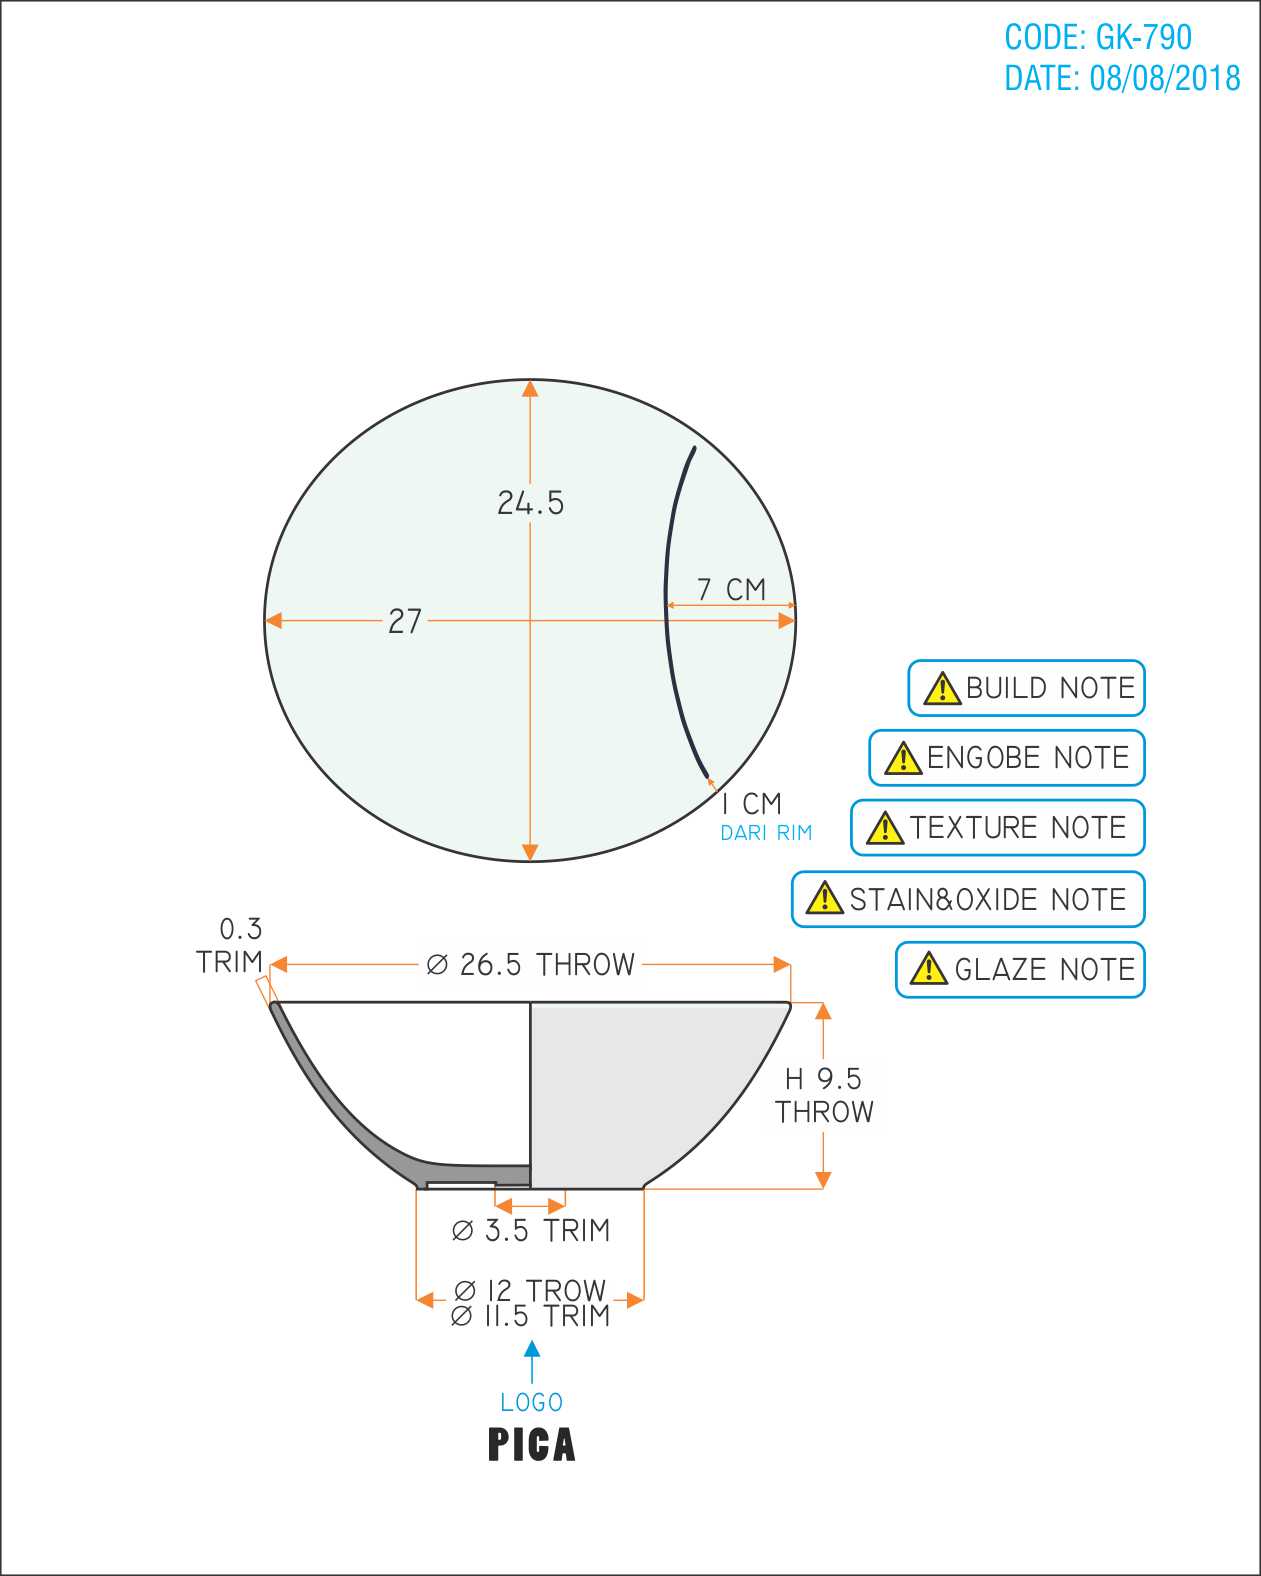 CODE: GK-790
DATE: 08/08/2018
24.5
7 CM
27
BUILD NOTE
ENGOBE NOTE
1 CM
DARI RIM
TEXTURE NOTE
STAIN&OXIDE NOTE
0.3
TRIM
Ø 26.5 THROW
GLAZE NOTE
H 9.5
THROW
Ø 3.5 TRIM
Ø 12 TROW
Ø 11.5 TRIM
LOGO
PICA